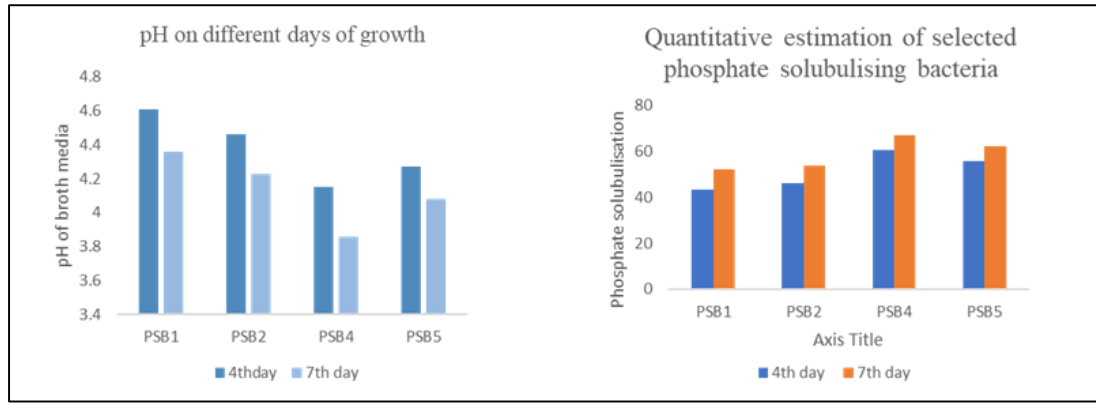 pH on different days of growth
pH of broth media
4.8
4.6
4.4
4.2
4
3.8
3.6
3.4
PSB1 PSB2 PSB4 PSB5
4thday 7th day
Quantitative estimation of selected
phosphate solubulising bacteria
Phosphate solubulisation
80
60
40
20
0
PSB1 PSB2 PSB4 PSB5
Axis Title
4th day 7th day